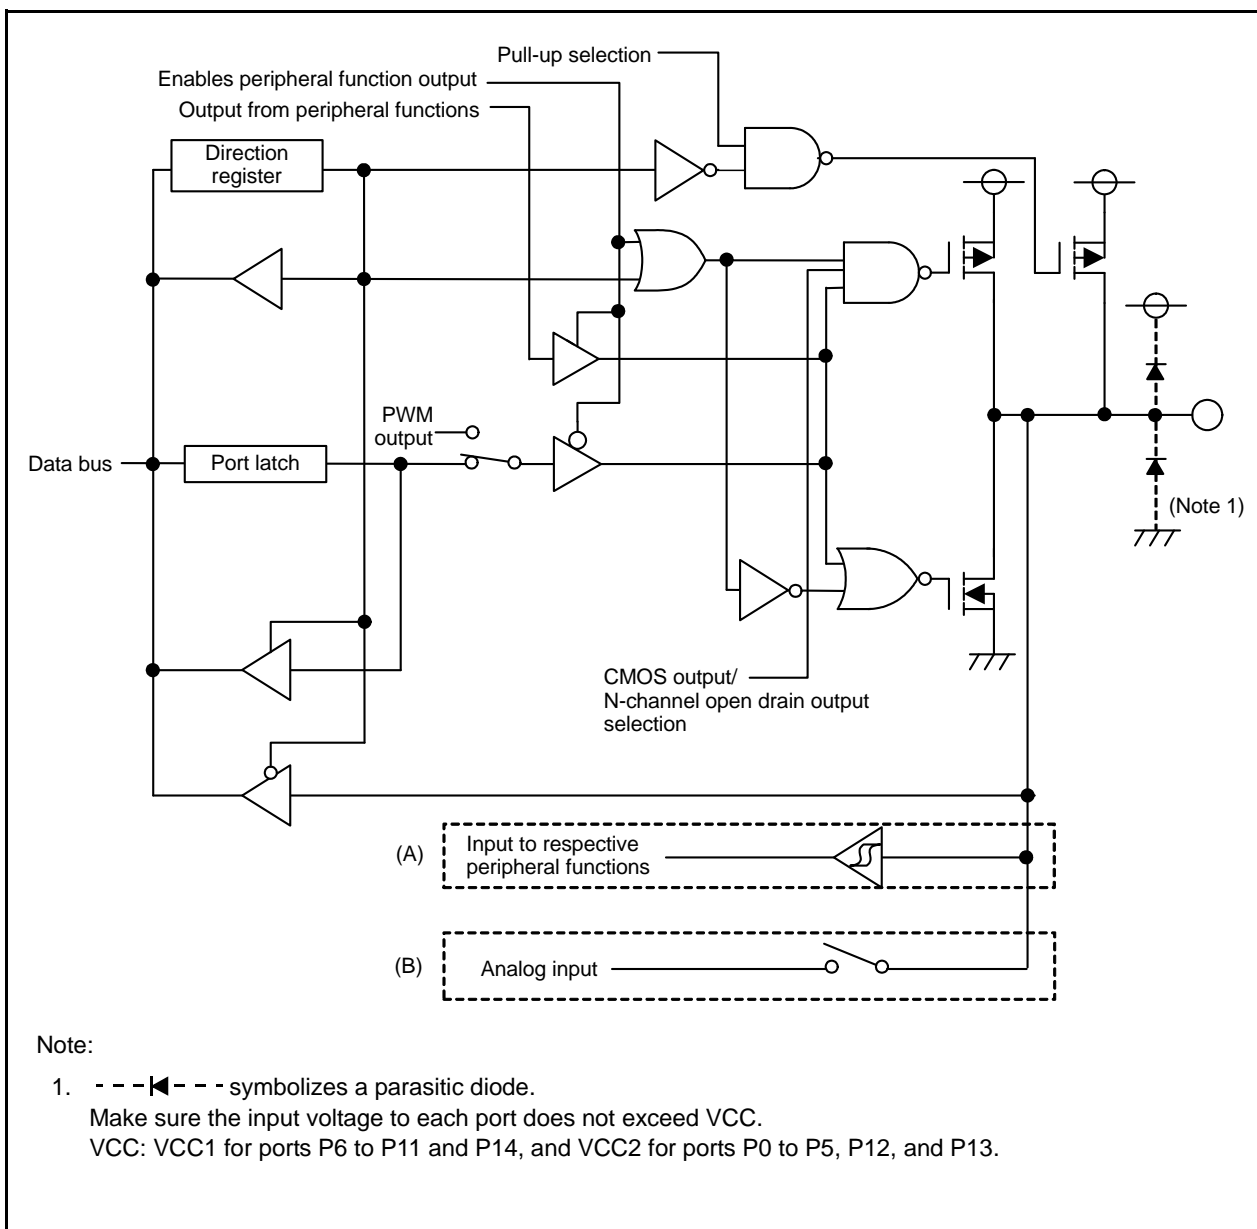 Pull-up selection
Enables peripheral function output
Output from peripheral functions
Direction
register
PWM
output
Data bus
Port latch
(Note 1)
CMOS output/
N-channel open drain output
selection
(A)
Input to respective
peripheral functions
(B)
Analog input
Note:
1. symbolizes a parasitic diode.
Make sure the input voltage to each port does not exceed VCC.
VCC: VCC1 for ports P6 to P11 and P14, and VCC2 for ports P0 to P5, P12, and P13.